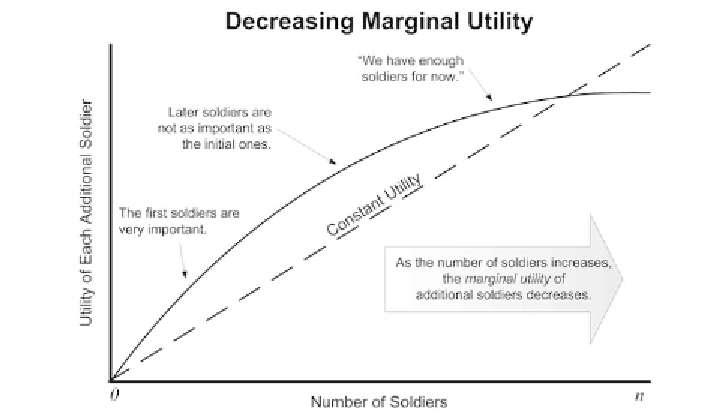 Decreasing Marginal Utility
“We have enough
soldiers for now.”
Later soldiers are
not as important as
the initial ones.
The first soldiers are
very important.
Constant Utility
As the number of soldiers increases,
the marginal utility of
additional soldiers decreases.
Utility of Each Additional Soldier
0
Number of Soldiers
n